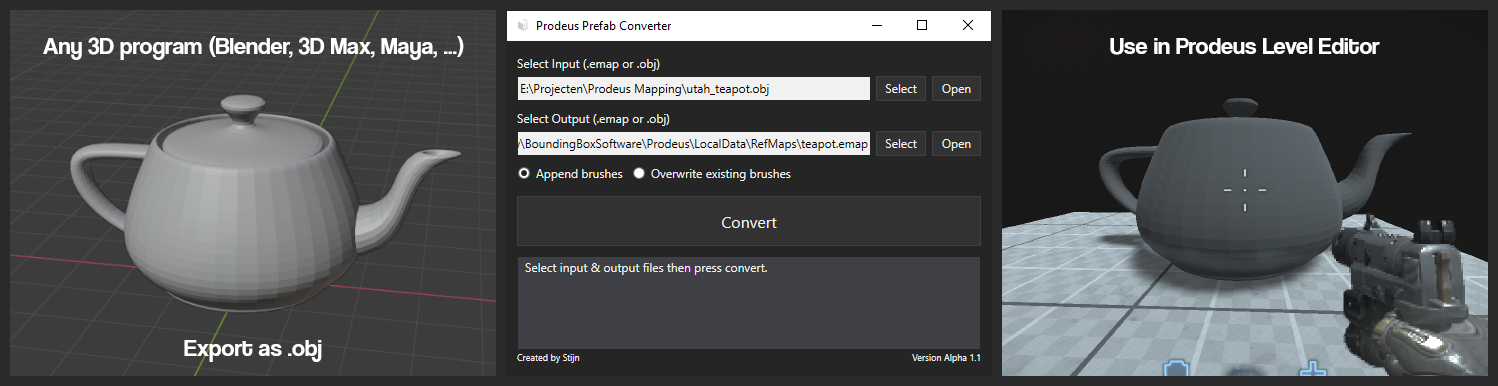 Any 3D program (Blender, 3D Max, Maya, ...)
Export as .obj
Prodeus Prefab Converter
Select Input (.emap or .obj)
E:\Projecten\Prodeus Mapping\utah_teapot.obj
Select
Open
Select Output (.emap or .obj)
\BoundingBoxSoftware\Prodeus\LocalData\RefMaps\teapot.emap
Select
Open
Append brushes
Overwrite existing brushes
Convert
Select input & output files then press convert.
Created by Stijn
Version Alpha 1.1
Use in Prodeus Level Editor